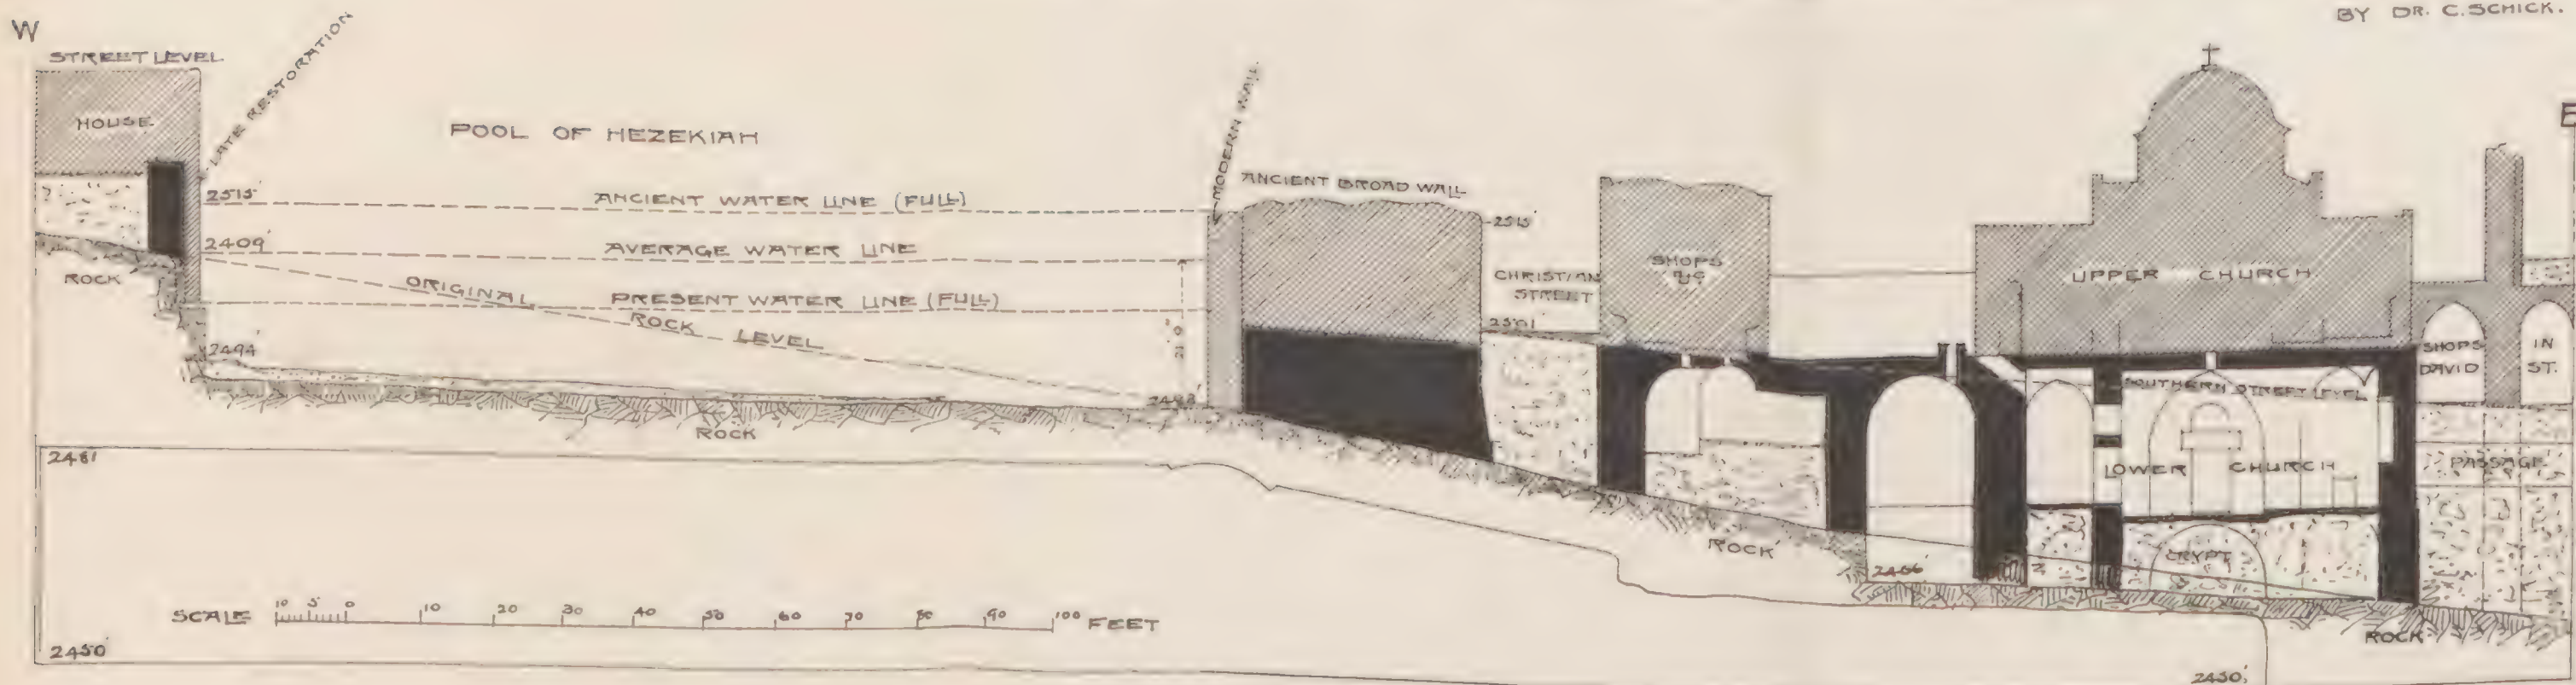 BY DR. C. SCHICK.
W
STREET LEVEL
LATE RESTORATION
HOUSE
POOL OF HEZEKIAH
MODERN WALL
E
ANCIENT BROAD WALL
2515'
ANCIENT WATER LINE (FULL)
2515'
2409'
AVERAGE WATER LINE
ROCK
ORIGINAL
ROCK LEVEL
PRESENT WATER LINE (FULL)
21'0"
CHRISTIAN
STREET
2501'
SHOPS
&C
UPPER CHURCH
2494'
SHOPS IN
DAVID ST.
SOUTHERN STREET LEVEL
ROCK
2481'
LOWER CHURCH
PASSAGE
ROCK
CRYPT
2466'
SCALE 10 5 0 10 20 30 40 50 60 70 80 90 100 FEET
ROCK
2450'
2450'